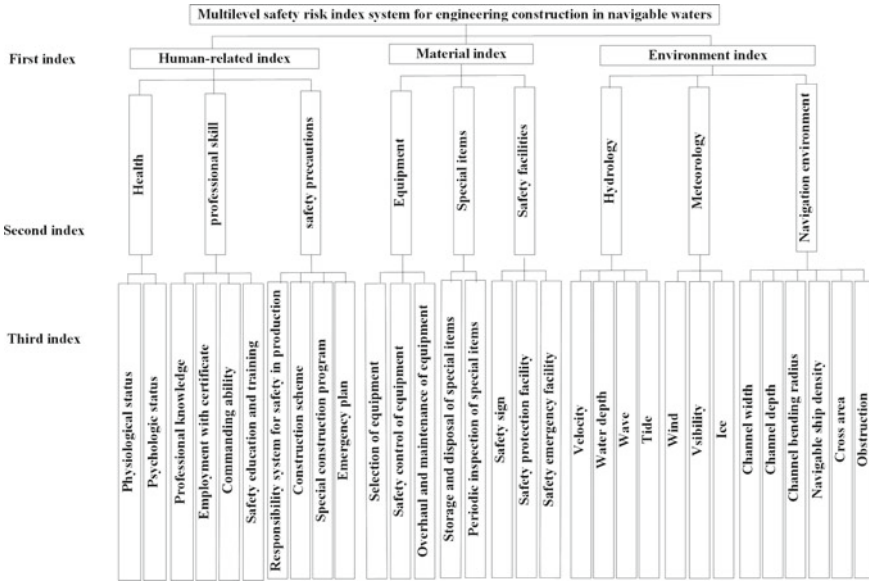 Multilevel safety risk index system for engineering construction in navigable waters
First index
Human-related index
Material index
Environment index
Second index
Health
professional skill
safety precautions
Equipment
Special items
Safety facilities
Hydrology
Meteorology
Navigation environment
Third index
Physiological status
Psychologic status
Professional knowledge
Employment with certificate
Commanding ability
Safety education and training
Responsibility system for safety in production
Construction scheme
Special construction program
Emergency plan
Selection of equipment
Safety control of equipment
Overhaul and maintenance of equipment
Storage and disposal of special items
Periodic inspection of special items
Safety sign
Safety protection facility
Safety emergency facility
Velocity
Water depth
Wave
Tide
Wind
Vsibility
Ice
Channel width
Channel depth
Channel bending radius
Navigable ship density
Cross area
Obstruction